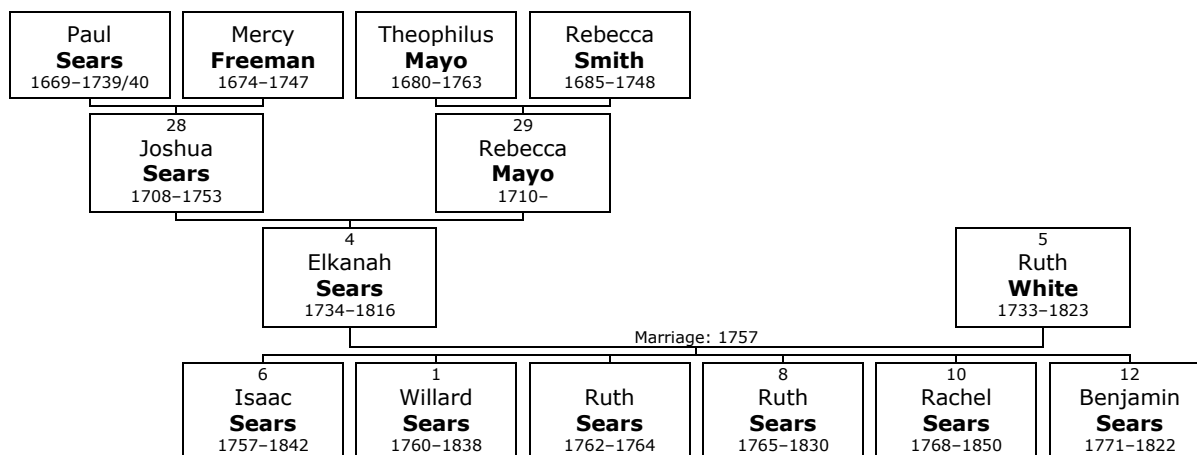 Paul
Sears
1669–1739/40
Mercy
Freeman
1674–1747
Theophilus
Mayo
1680–1763
Rebecca
Smith
1685–1748
28
Joshua
Sears
1708–1753
29
Rebecca
Mayo
1710–
4
Elkanah
Sears
1734–1816
5
Ruth
White
1733–1823
Marriage: 1757
6
Isaac
Sears
1757–1842
1
Willard
Sears
1760–1838
Ruth
Sears
1762–1764
8
Ruth
Sears
1765–1830
10
Rachel
Sears
1768–1850
12
Benjamin
Sears
1771–1822